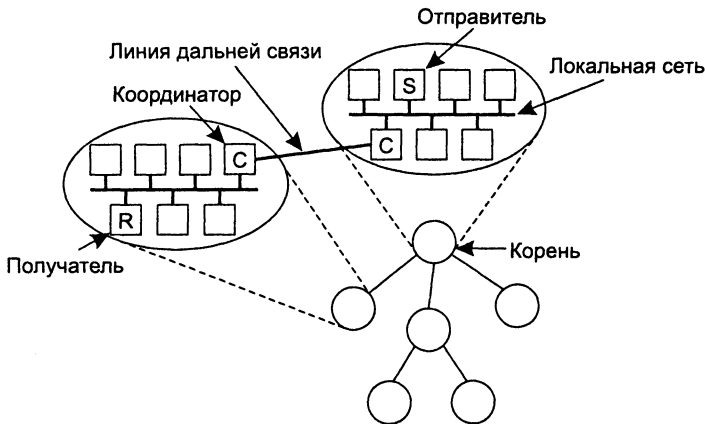 Отправитель
Линия дальней связи
Локальная сеть
Координатор
S
C
C
R
Получатель
Корень